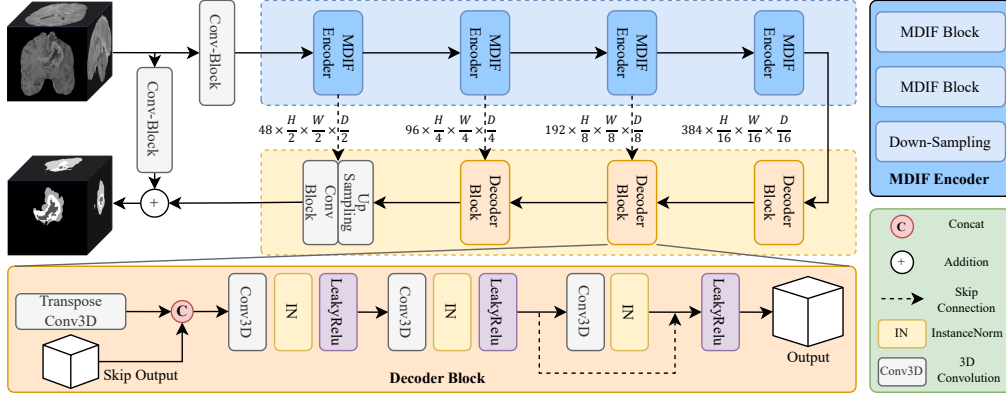 Conv-Block
Conv-Block
MDIF
Encoder
MDIF
Encoder
MDIF
Encoder
MDIF
Encoder
48 × H/2 × W/2 × D/2
96 × H/4 × W/4 × D/4
192 × H/8 × W/8 × D/8
384 × H/16 × W/16 × D/16
Up
Sampling
Conv
Block
Decoder
Block
Decoder
Block
Decoder
Block
+
MDIF Block
MDIF Block
Down-Sampling
MDIF Encoder
C
Concat
+
Addition
Skip
Connection
IN
InstanceNorm
Conv3D
3D
Convolution
Transpose
Conv3D
Skip Output
C
Conv3D
IN
LeakyRelu
Conv3D
IN
LeakyRelu
Conv3D
IN
LeakyRelu
Output
Decoder Block